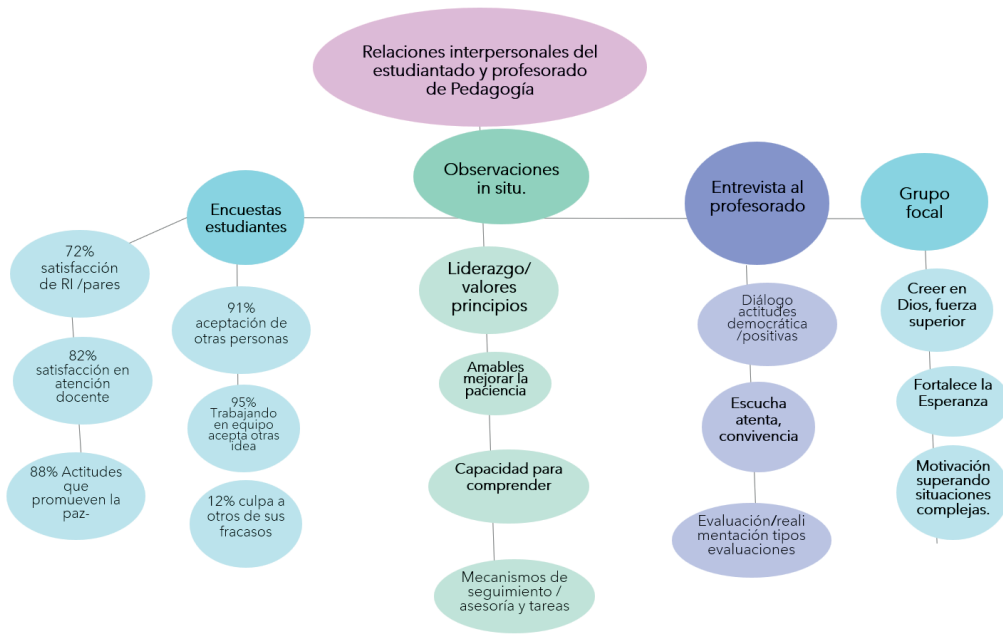 Relaciones interpersonales del
estudiantado y profesorado
de Pedagogía
Observaciones
in situ.
Encuestas
estudiantes
Entrevista al
profesorado
Grupo
focal
72%
satisfacción
de RI /pares
82%
satisfacción en
atención
docente
88% Actitudes
que
promueven la
paz-
91%
aceptación de
otras personas
95%
Trabajando
en equipo
acepta otras
idea
12% culpa a
otros de sus
fracasos
Liderazgo/
valores
principios
Amables
mejorar la
paciencia
Capacidad para
comprender
Mecanismos de
seguimiento /
asesoría y tareas
Diálogo
actitudes
democrática
/positivas
Escucha
atenta,
convivencia
Evaluación/reali
mentación tipos
evaluaciones
Creer en
Dios, fuerza
superior
Fortalece la
Esperanza
Motivación
superando
situaciones
complejas.